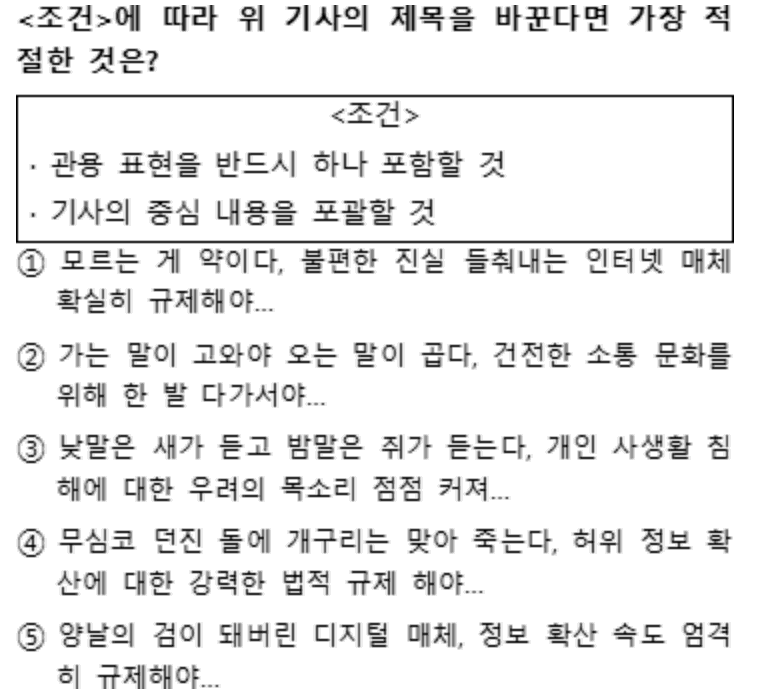 <조건>에 따라 위 기사의 제목을 바꾼다면 가장 적
절한 것은?
<조건>
· 관용 표현을 반드시 하나 포함할 것
· 기사의 중심 내용을 포괄할 것
① 모르는 게 약이다, 불편한 진실 들춰내는 인터넷 매체
확실히 규제해야...
② 가는 말이 고와야 오는 말이 곱다, 건전한 소통 문화를
위해 한 발 다가서야...
③ 낮말은 새가 듣고 밤말은 쥐가 듣는다, 개인 사생활 침
해에 대한 우려의 목소리 점점 커져...
④ 무심코 던진 돌에 개구리는 맞아 죽는다, 허위 정보 확
산에 대한 강력한 법적 규제 해야...
⑤ 양날의 검이 돼버린 디지털 매체, 정보 확산 속도 엄격
히 규제해야...